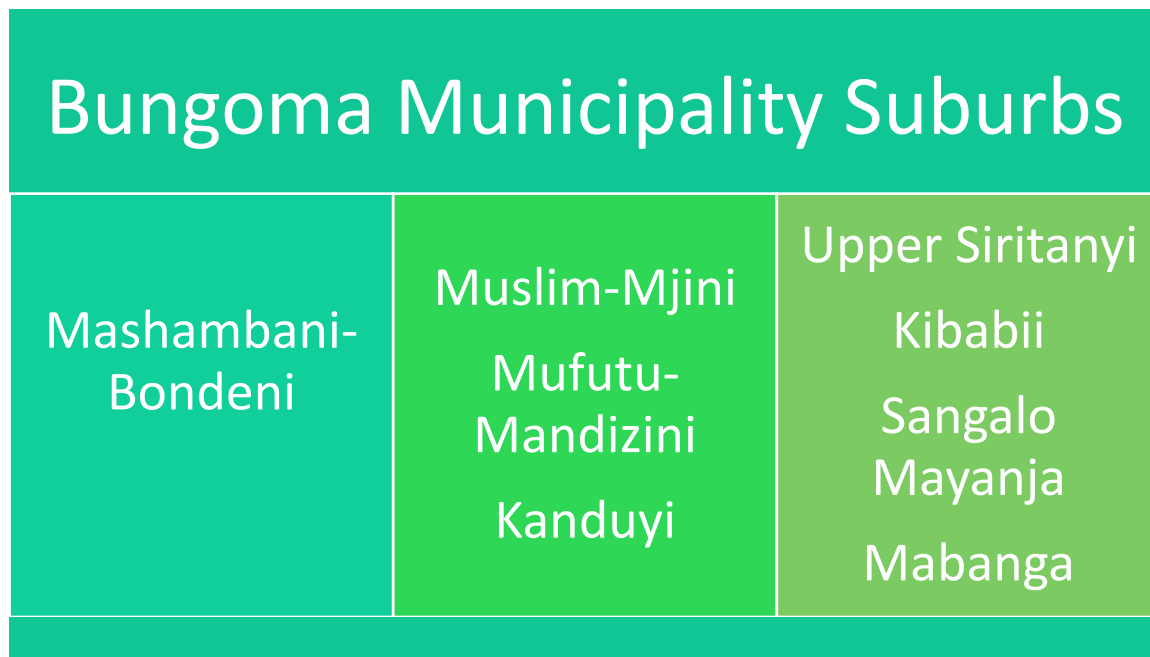 Bungoma Municipality Suburbs
Mashambani-
Bondeni
Muslim-Mjini
Mufutu-
Mandizini
Kanduyi
Upper Siritanyi
Kibabii
Sangalo
Mayanja
Mabanga